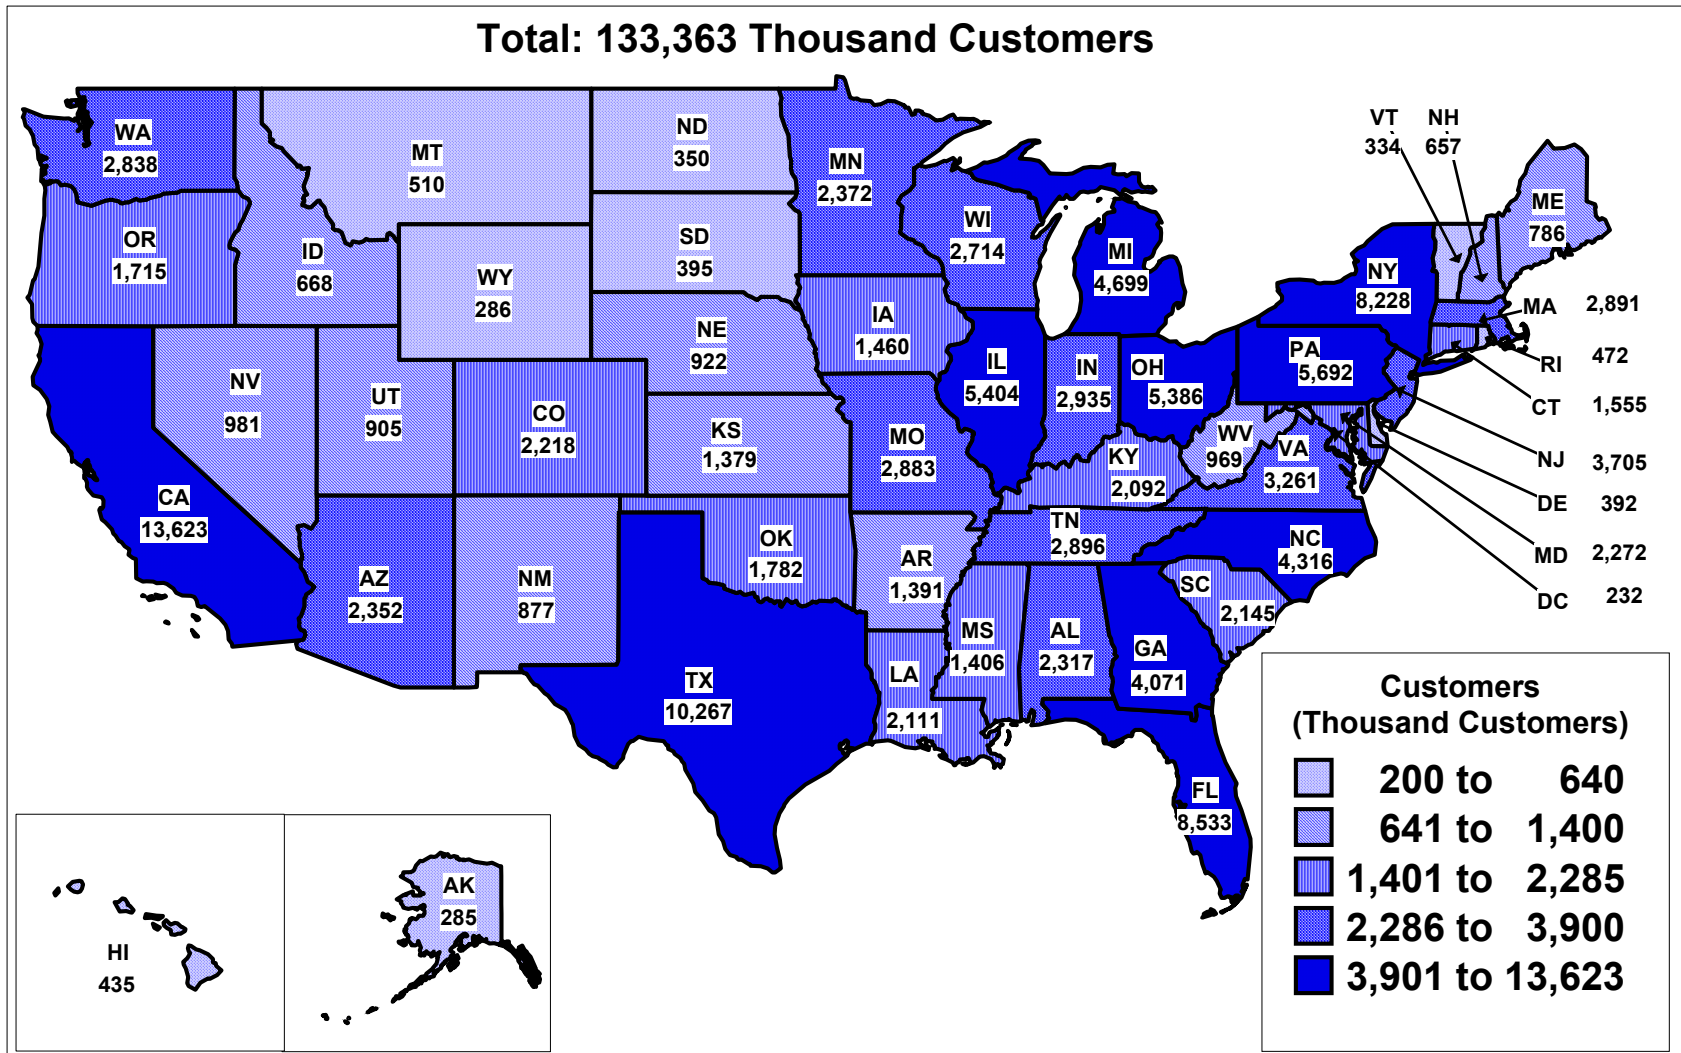 Total: 133,363 Thousand Customers
WA
2,838
MT
510
ND
350
MN
2,372
VT
334
NH
657
ME
786
OR
1,715
ID
668
WY
286
SD
395
WI
2,714
MI
4,699
NY
8,228
MA 2,891
NE
922
IA
1,460
IL
5,404
IN
2,935
OH
5,386
PA
5,692
RI 472
CT 1,555
NV
981
UT
905
CO
2,218
KS
1,379
MO
2,883
KY
2,092
WV
969
VA
3,261
NJ 3,705
DE 392
CA
13,623
AZ
2,352
NM
877
OK
1,782
AR
1,391
TN
2,896
NC
4,316
MD 2,272
DC 232
SC
2,145
MS
1,406
AL
2,317
GA
4,071
TX
10,267
LA
2,111
FL
8,533
HI
435
AK
285
Customers
(Thousand Customers)
200 to 640
641 to 1,400
1,401 to 2,285
2,286 to 3,900
3,901 to 13,623